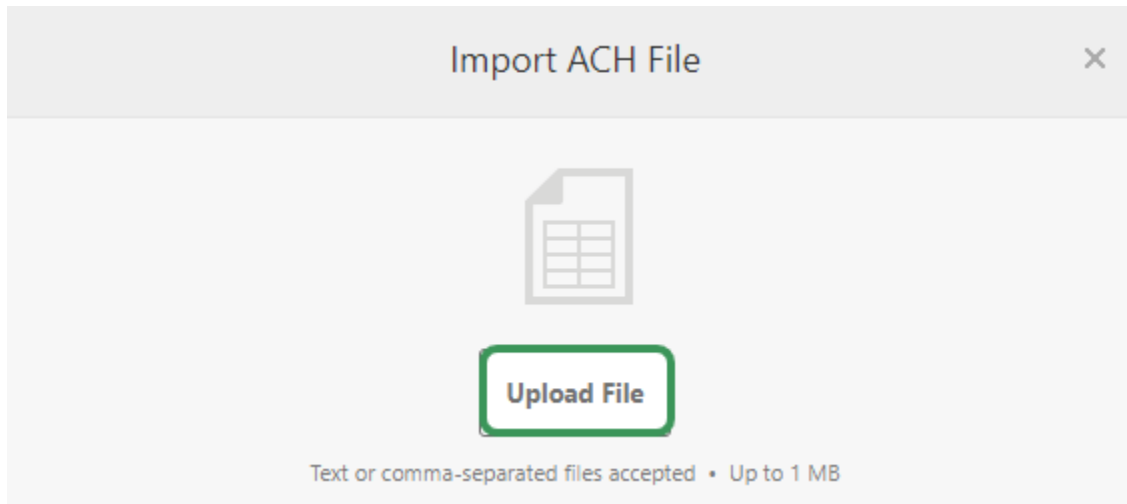 Import ACH File
Upload File
Text or comma-separated files accepted • Up to 1 MB